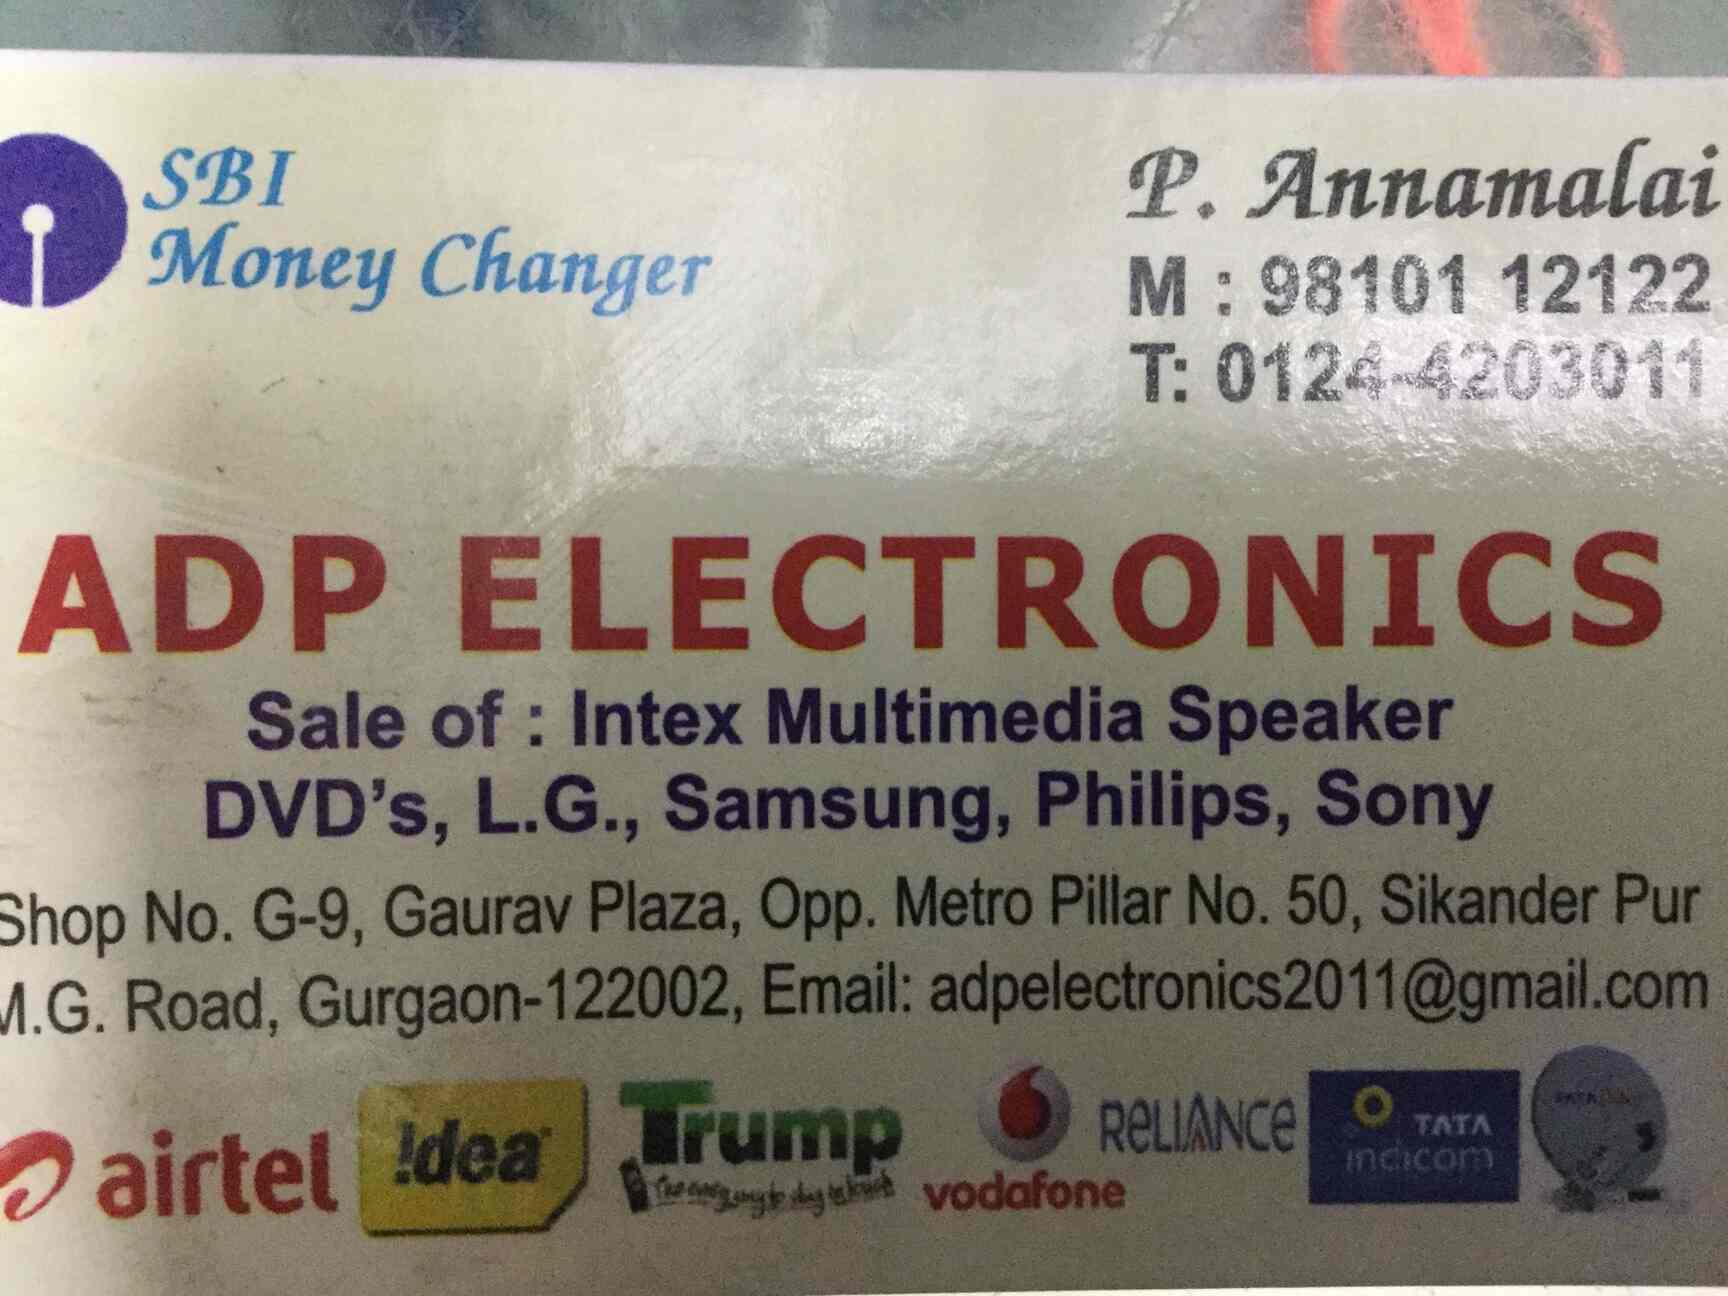 SBI
Money Changer
P. Annamalai
M : 98101 12122
T: 0124-4203011
ADP ELECTRONICS
Sale of : Intex Multimedia Speaker
DVD's, L.G., Samsung, Philips, Sony
Shop No. G-9, Gaurav Plaza, Opp. Metro Pillar No. 50, Sikander Pur
M.G. Road, Gurgaon-122002, Email: adpelectronics2011@gmail.com
airtel
!dea
Trump
vodafone
RELIANCe
TATA
indicom
TATA